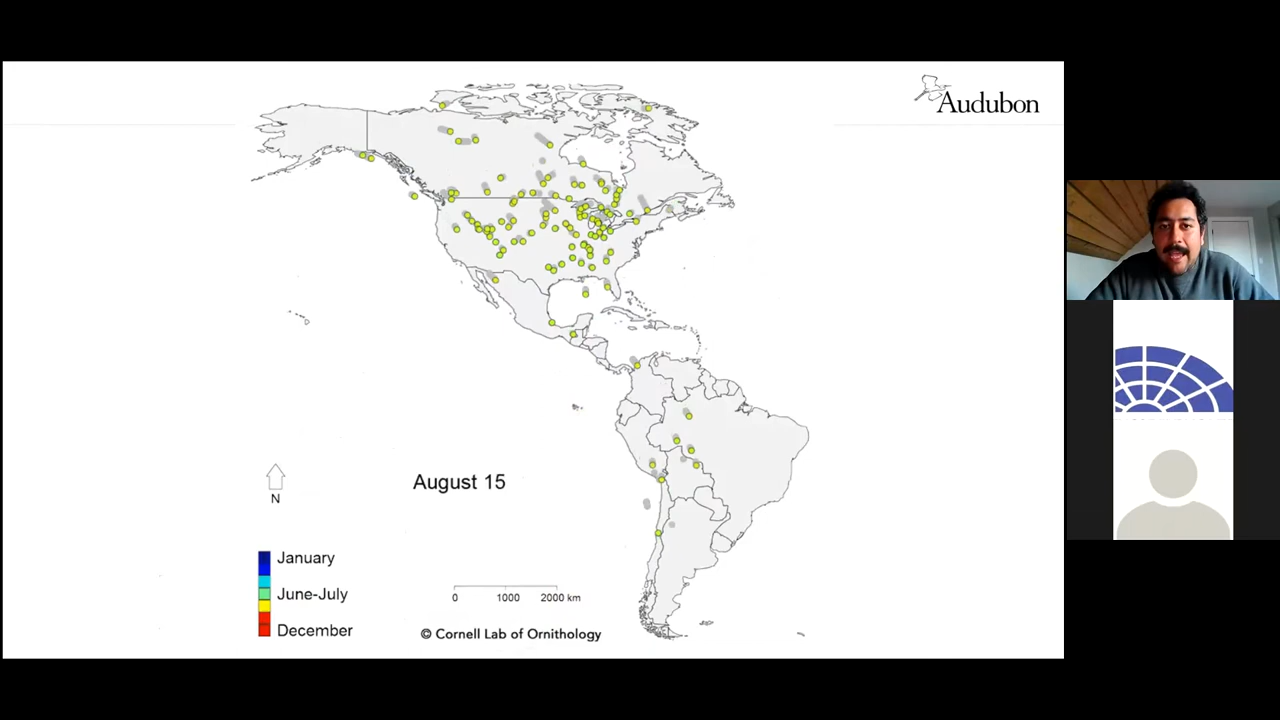 Audubon
N
August 15
January
June-July
December
0 1000 2000 km
© Cornell Lab of Ornithology